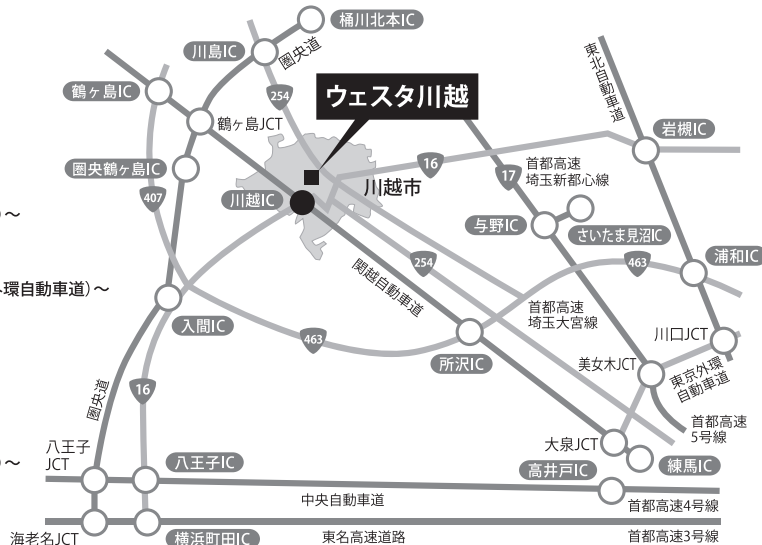 桶川北本IC
川島IC
圏央道
鶴ヶ島IC
254
ウェスタ川越
東北自動車道
鶴ヶ島JCT
岩槻IC
16
首都高速
埼玉新都心線
17
圏央鶴ヶ島IC
川越市
川越IC
407
～
与野IC
さいたま見沼IC
浦和IC
254
463
関越自動車道
環自動車道）～
首都高速
埼玉大宮線
入間IC
463
所沢IC
川口JCT
美女木JCT
東京外環
自動車道
16
圏央道
首都高速
5号線
八王子
JCT
大泉JCT
～
八王子IC
高井戸IC
練馬IC
中央自動車道
首都高速4号線
海老名JCT
横浜町田IC
東名高速道路
首都高速3号線